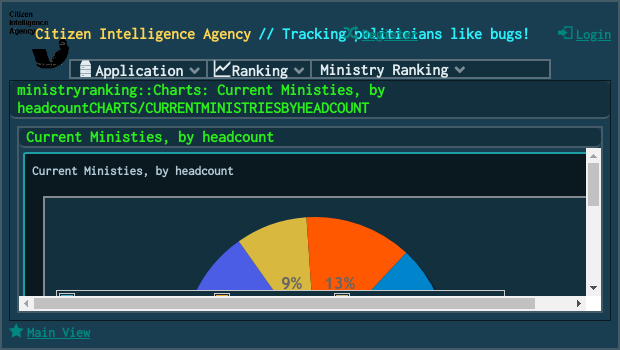 Citizen
Intelligence
Agency
Citizen Intelligence Agency // Tracking politicians like bugs!
Register
Login
Application
Ranking
Ministry Ranking
ministryranking::Charts: Current Ministies, by
headcountCHARTS/CURRENTMINISTRIESBYHEADCOUNT
Current Ministies, by headcount
Current Ministies, by headcount
9%
13%
Main View